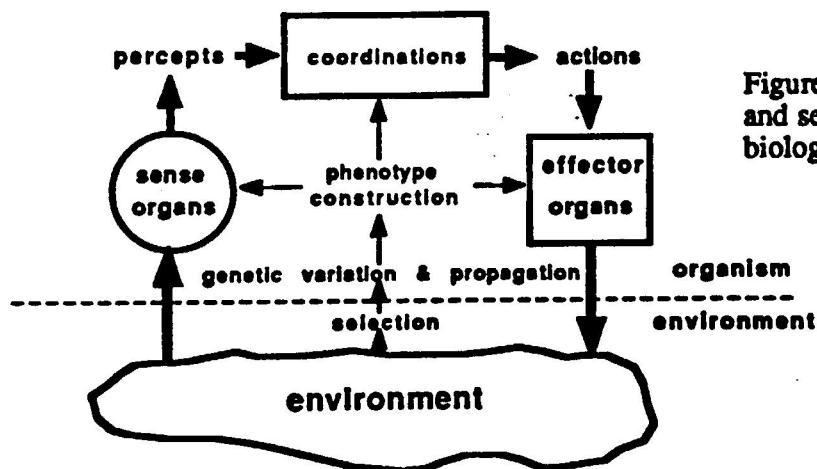 percepts
coordinations
actions
Figure
and se
biolog
sense
organs
phenotype
construction
effector
organs
genetic variation & propagation
organism
selection
environment
environment